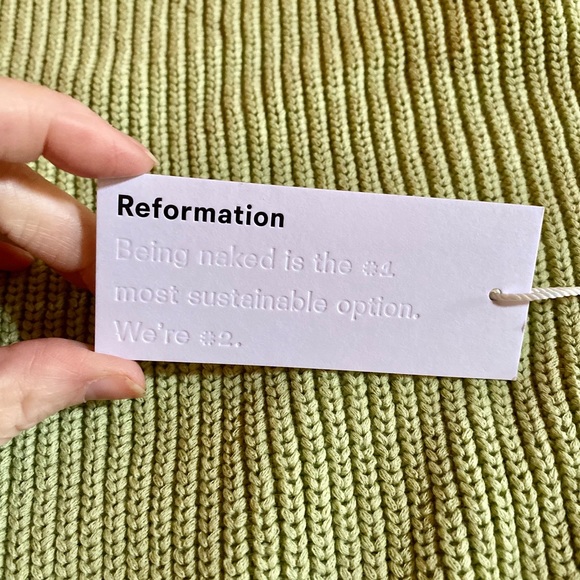 Reformation
Being naked is the #1
most sustainable option.
We're #2.